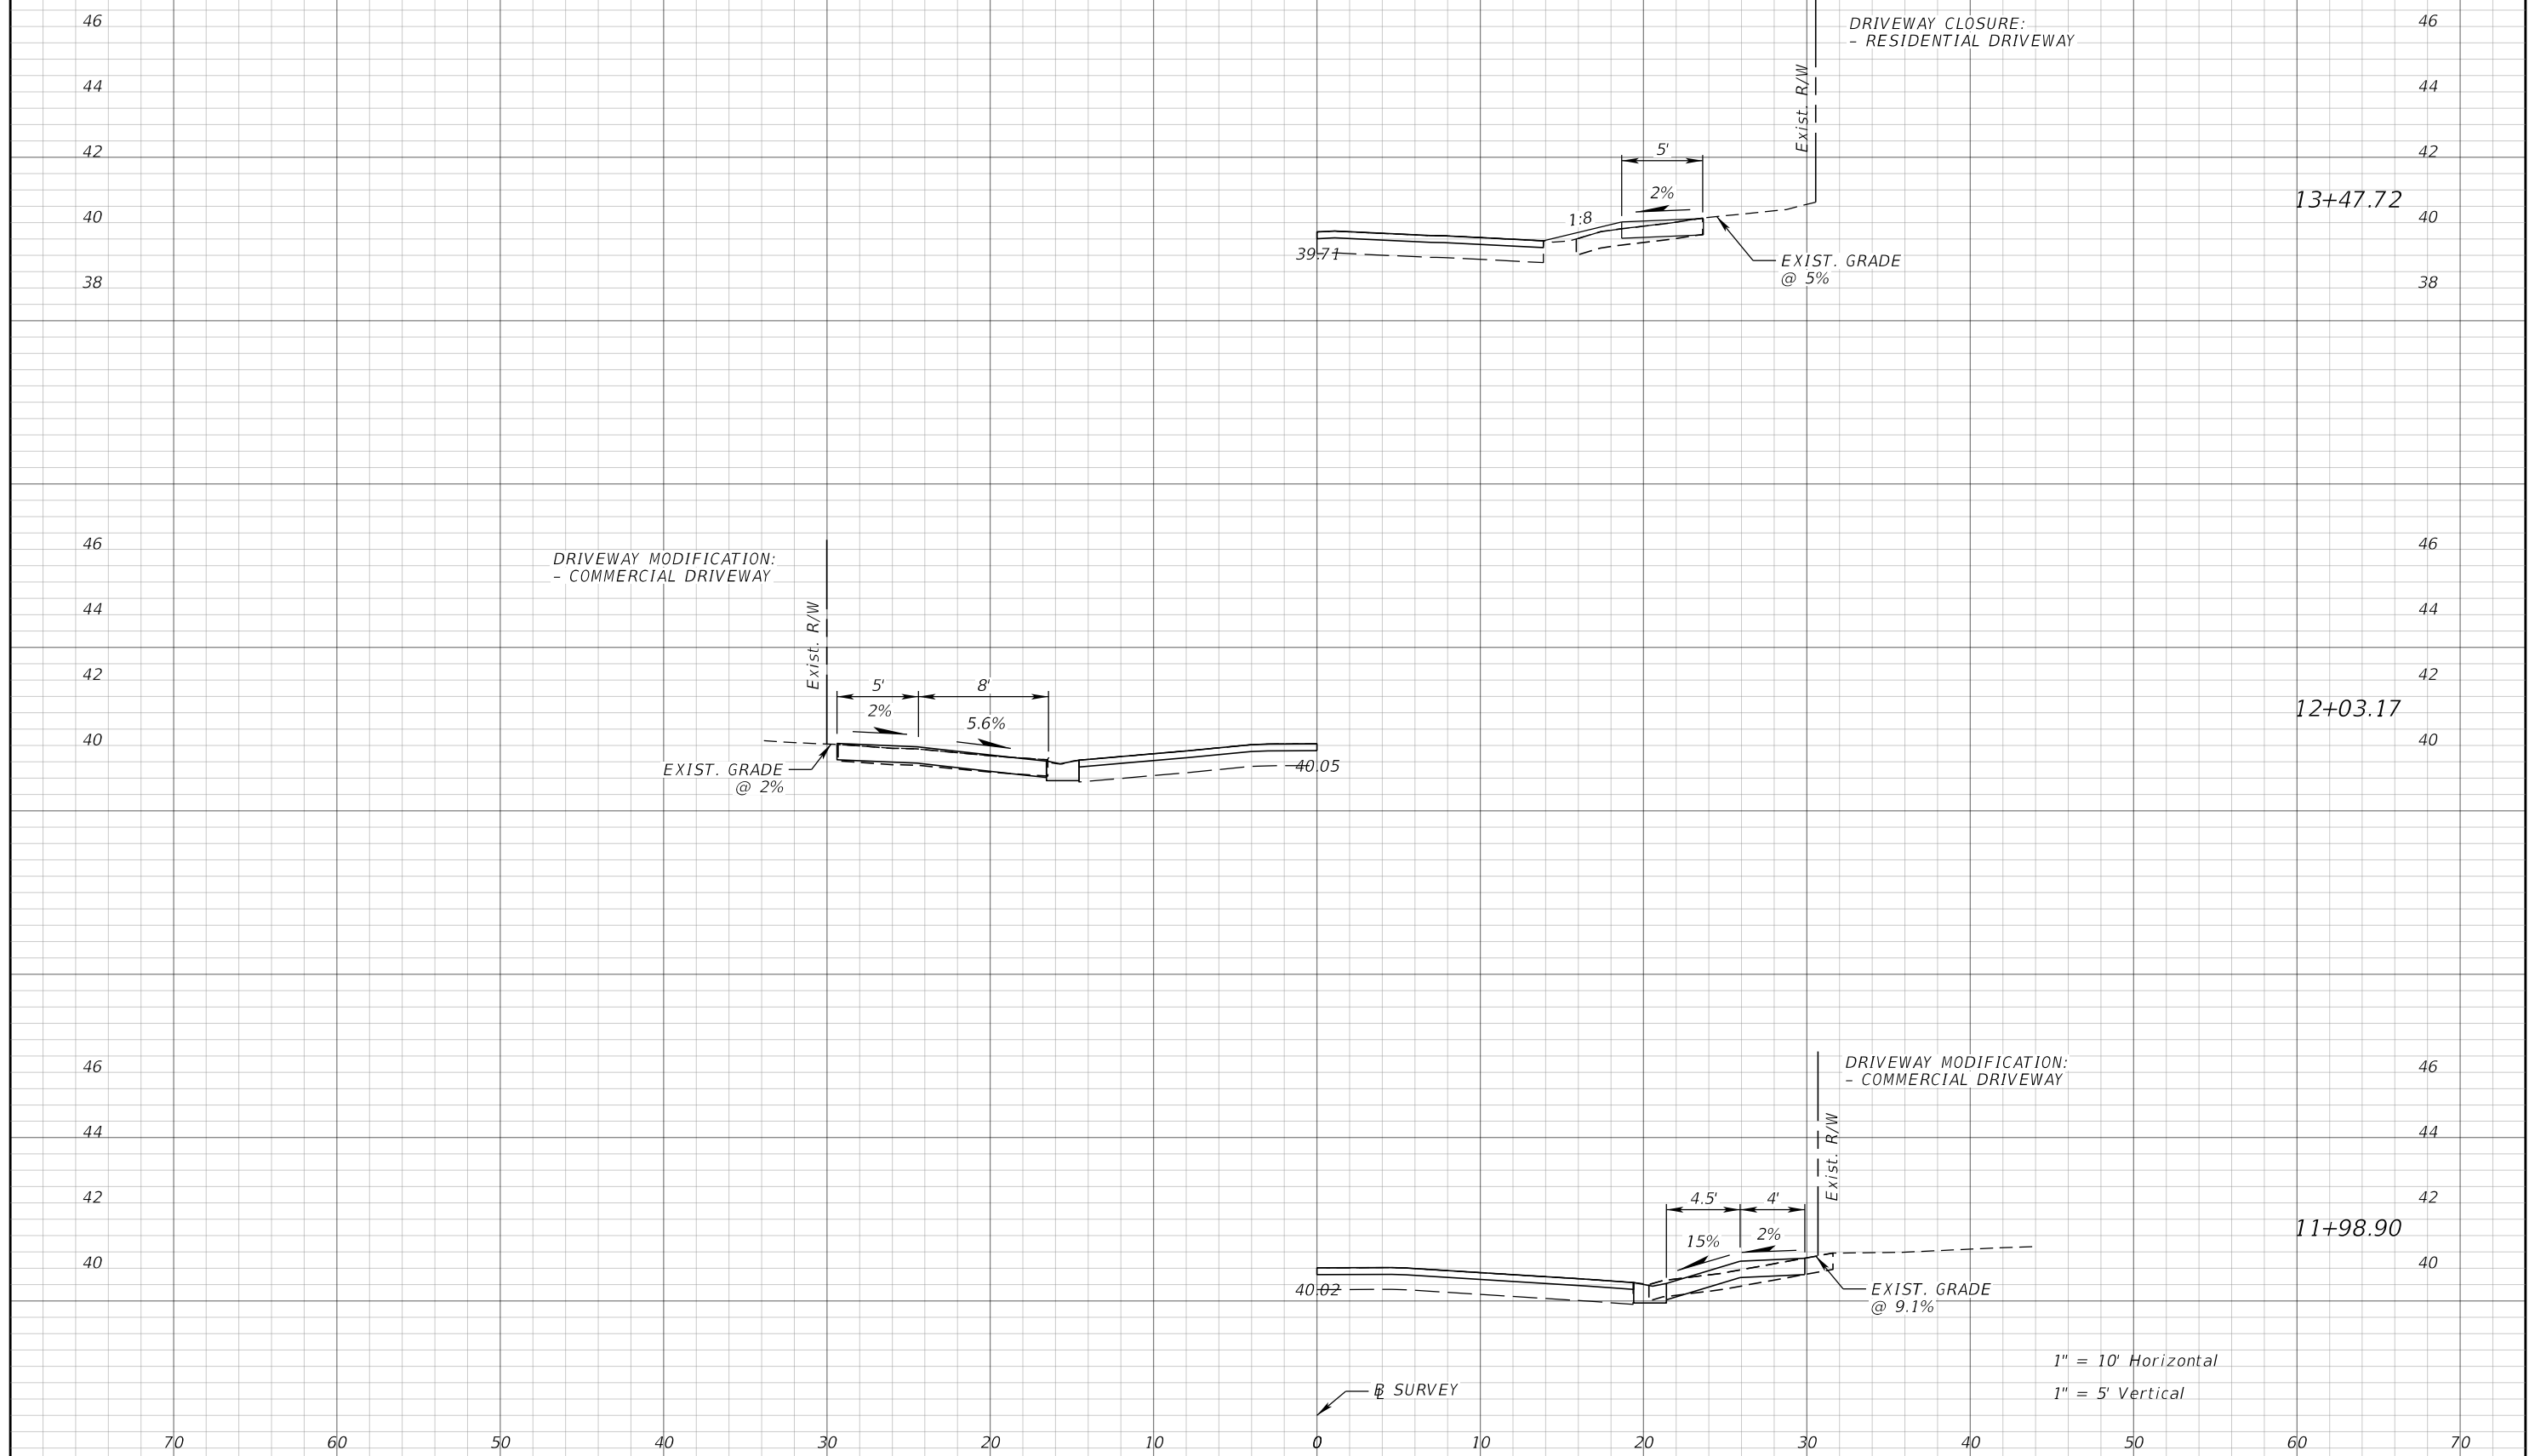 46 46
DRIVEWAY CLOSURE:
- RESIDENTIAL DRIVEWAY
44 44
Exist. R/W
42 42
5'
2%
13+47.72
1:8
40 40
39.71
EXIST. GRADE
@ 5%
38 38
46 46
DRIVEWAY MODIFICATION:
- COMMERCIAL DRIVEWAY
44 44
Exist. R/W
42 42
5' 8'
2%
5.6%
12+03.17
40 40
EXIST. GRADE
@ 2%
40.05
46 46
DRIVEWAY MODIFICATION:
- COMMERCIAL DRIVEWAY
44 44
Exist. R/W
42 42
4.5' 4'
15% 2%
11+98.90
40 40
40.02
EXIST. GRADE
@ 9.1%
1" = 10' Horizontal
BL SURVEY
1" = 5' Vertical
70 60 50 40 30 20 10 0 10 20 30 40 50 60 70